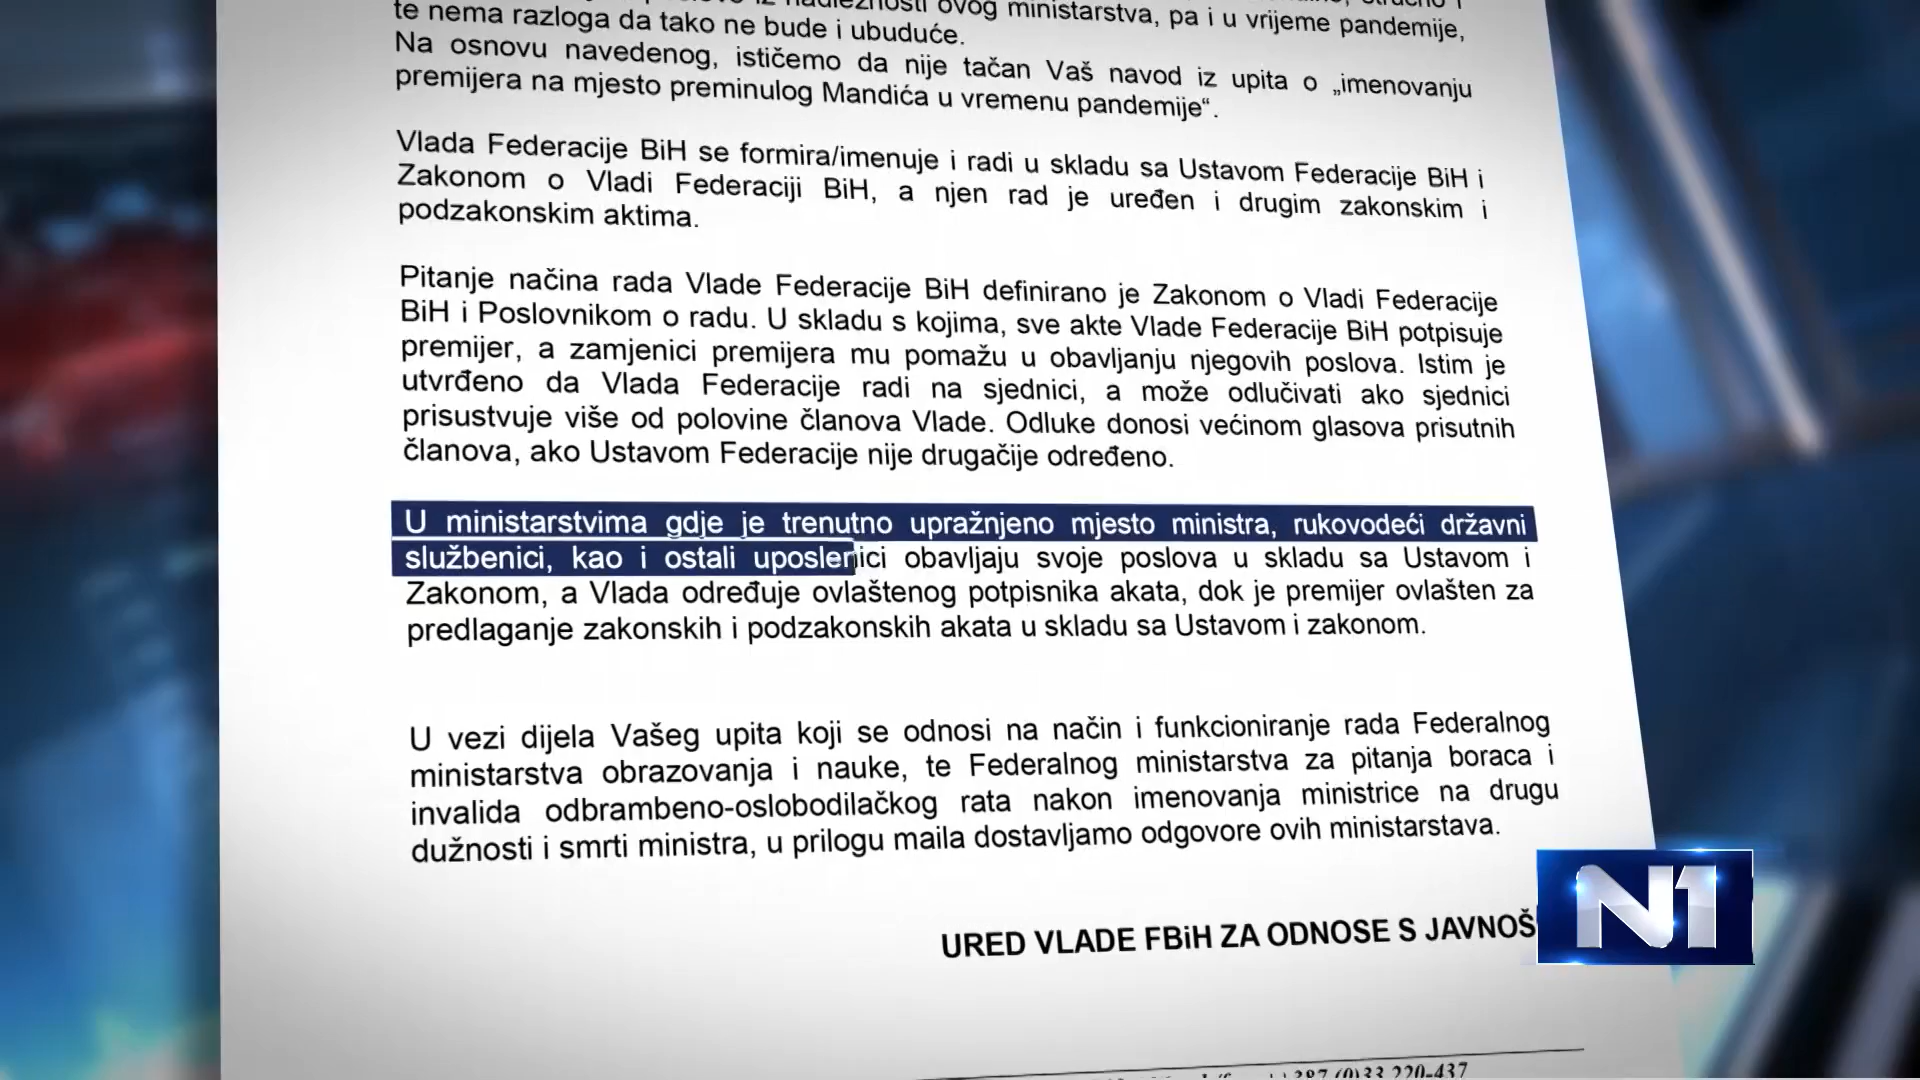 ovog ministarstva, pa i u vrijeme pandemije,
te nema razloga da tako ne bude i ubuduće.
Na osnovu navedenog, ističemo da nije tačan Vaš navod iz upita o „imenovanju
premijera na mjesto preminulog Mandića u vremenu pandemije“.
Vlada Federacije BiH se formira/imenuje i radi u skladu sa Ustavom Federacije BiH i
Zakonom o Vladi Federaciji BiH, a njen rad je uređen i drugim zakonskim i
podzakonskim aktima.
Pitanje načina rada Vlade Federacije BiH definirano je Zakonom o Vladi Federacije
BiH i Poslovnikom o radu. U skladu s kojima, sve akte Vlade Federacije BiH potpisuje
premijer, a zamjenici premijera mu pomažu u obavljanju njegovih poslova. Istim je
utvrđeno da Vlada Federacije radi na sjednici, a može odlučivati ako sjednici
prisustvuje više od polovine članova Vlade. Odluke donosi većinom glasova prisutnih
članova, ako Ustavom Federacije nije drugačije određeno.
U ministarstvima gdje je trenutno upražnjeno mjesto ministra, rukovodeći državni
službenici, kao i ostali uposlenici obavljaju svoje poslova u skladu sa Ustavom i
Zakonom, a Vlada određuje ovlaštenog potpisnika akata, dok je premijer ovlašten za
predlaganje zakonskih i podzakonskih akata u skladu sa Ustavom i zakonom.
U vezi dijela Vašeg upita koji se odnosi na način i funkcioniranje rada Federalnog
ministarstva obrazovanja i nauke, te Federalnog ministarstva za pitanja boraca i
invalida odbrambeno-oslobodilačkog rata nakon imenovanja ministrice na drugu
dužnosti i smrti ministra, u prilogu maila dostavljamo odgovore ovih ministarstava.
URED VLADE FBiH ZA ODNOSE S JAVNOŠ
N1
387 (0)33 220-437